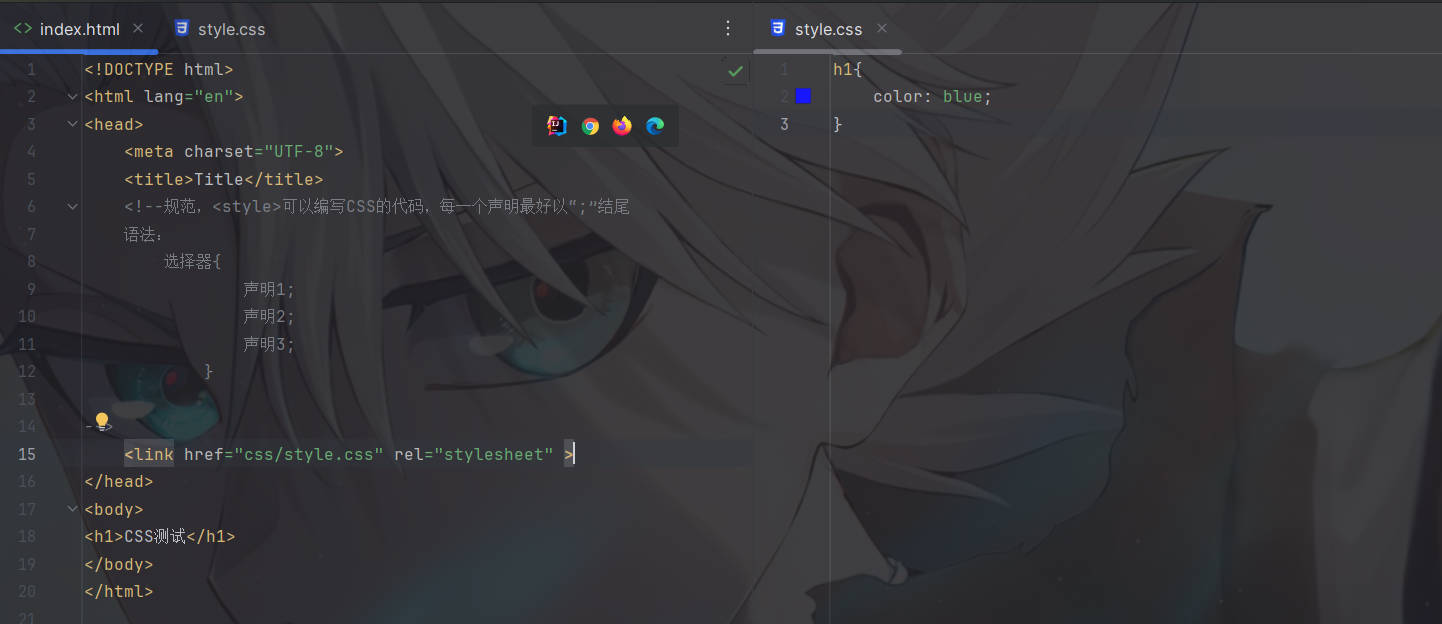 index.html
style.css
style.css
1 <!DOCTYPE html>
2 <html lang="en">
3 <head>
4 <meta charset="UTF-8">
5 <title>Title</title>
6 <!--规范，<style>可以编写CSS的代码，每一个声明最好以“;”结尾
7 语法：
8 选择器{
9 声明1;
10 声明2;
11 声明3;
12 }
13
14 -->
15 <link href="css/style.css" rel="stylesheet" >
16 </head>
17 <body>
18 <h1>CSS测试</h1>
19 </body>
20 </html>
21
1 h1{
2 color: blue;
3 }